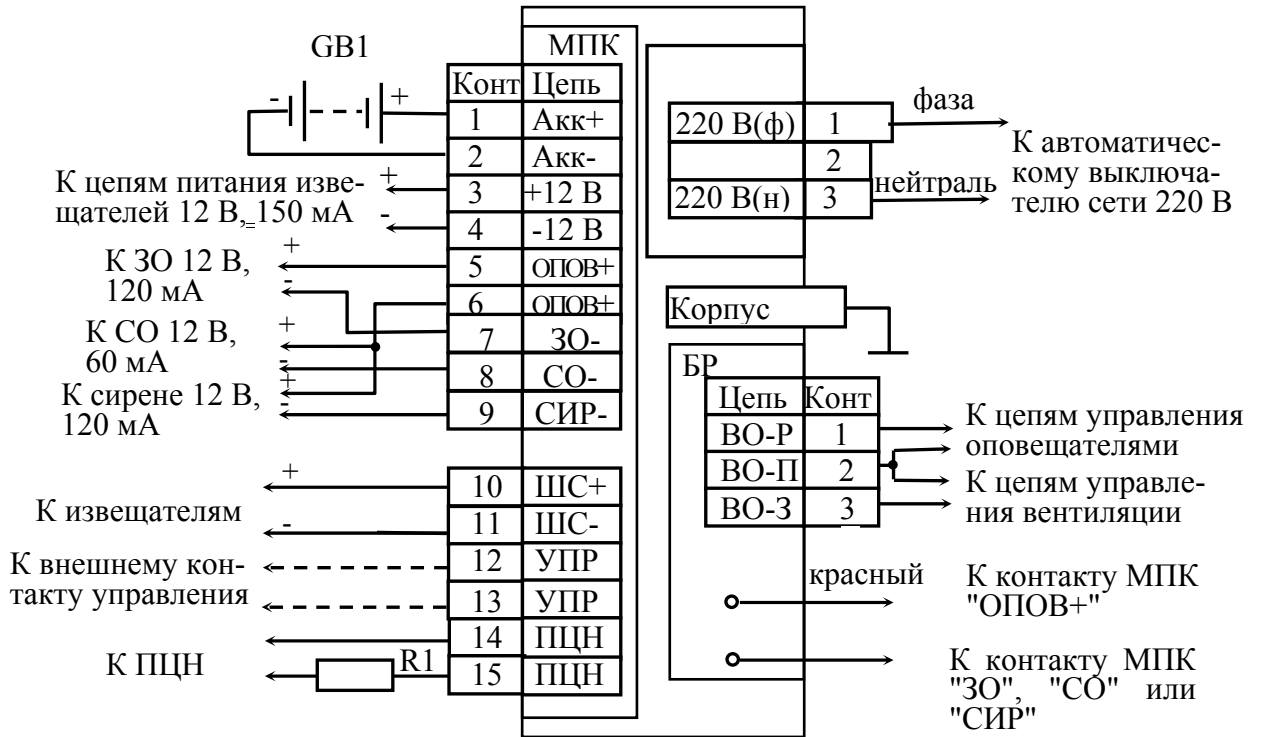 GB1
- +
МПК
Конт Цепь
1 Акк+
2 Акк-
3 +12 В
4 -12 В
5 ОПОВ+
6 ОПОВ+
7 ЗО-
8 СО-
9 СИР-
К цепям питания изве-
щателей 12 В, 150 мА
+
-
К ЗО 12 В,
120 мА
+
-
К СО 12 В,
60 мА
+
-
К сирене 12 В,
120 мА
+
-
10 ШС+
11 ШС-
12 УПР
13 УПР
14 ПЦН
15 ПЦН
К извещателям
+
-
К внешнему кон-
такту управления
К ПЦН
R1
220 В(ф) 1
2
220 В(н) 3
фаза
нейтраль
К автоматичес-
кому выключа-
телю сети 220 В
Корпус
БР
Цепь Конт
ВО-Р 1
ВО-П 2
ВО-З 3
К цепям управления
оповещателями
К цепям управле-
ния вентиляции
красный
К контакту МПК
"ОПОВ+"
К контакту МПК
"ЗО", "СО" или
"СИР"